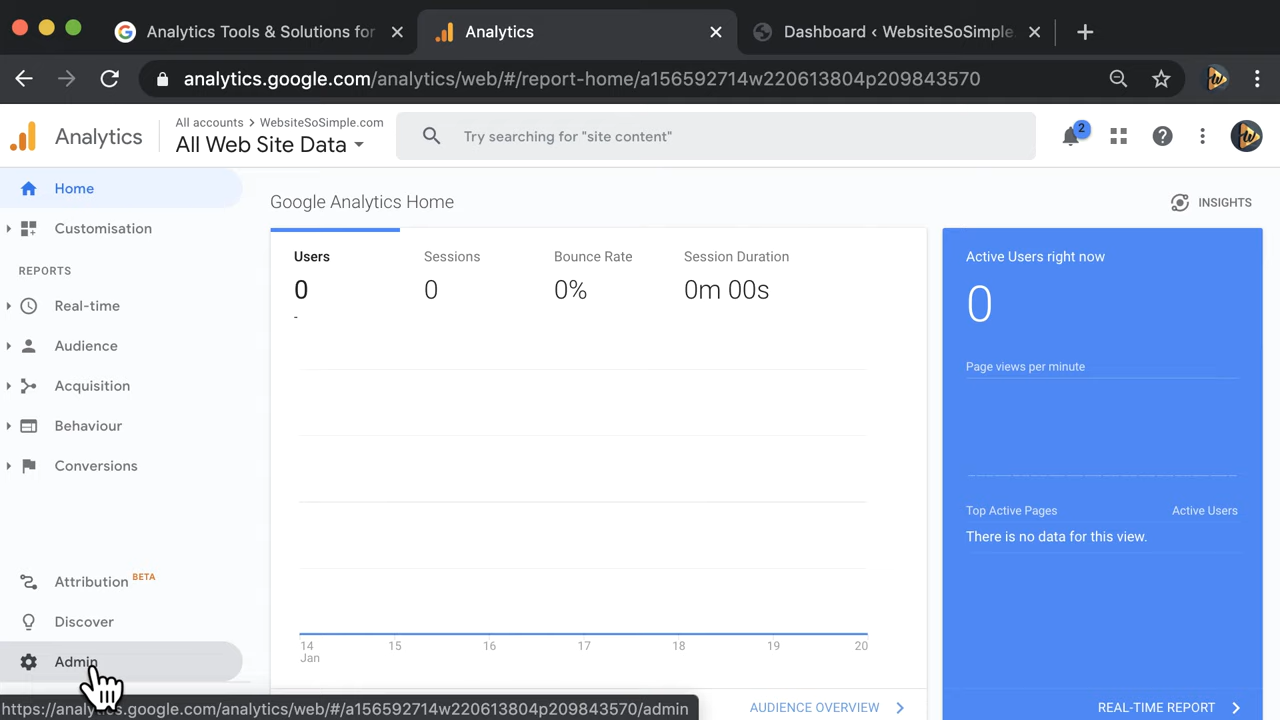 Analytics Tools & Solutions for
Analytics
Dashboard ‹ WebsiteSoSimple
analytics.google.com/analytics/web/#/report-home/a156592714w220613804p209843570
Analytics
All accounts > WebsiteSoSimple.com
All Web Site Data
Try searching for "site content"
2
Home
Customisation
REPORTS
Real-time
Audience
Acquisition
Behaviour
Conversions
Attribution BETA
Discover
Admin
Google Analytics Home
INSIGHTS
Users
Sessions
Bounce Rate
Session Duration
0
0
0%
0m 00s
-
14
Jan
15
16
17
18
19
20
AUDIENCE OVERVIEW
Active Users right now
0
Page views per minute
Top Active Pages
Active Users
There is no data for this view.
REAL-TIME REPORT
https://analytics.google.com/analytics/web/#/a156592714w220613804p209843570/admin